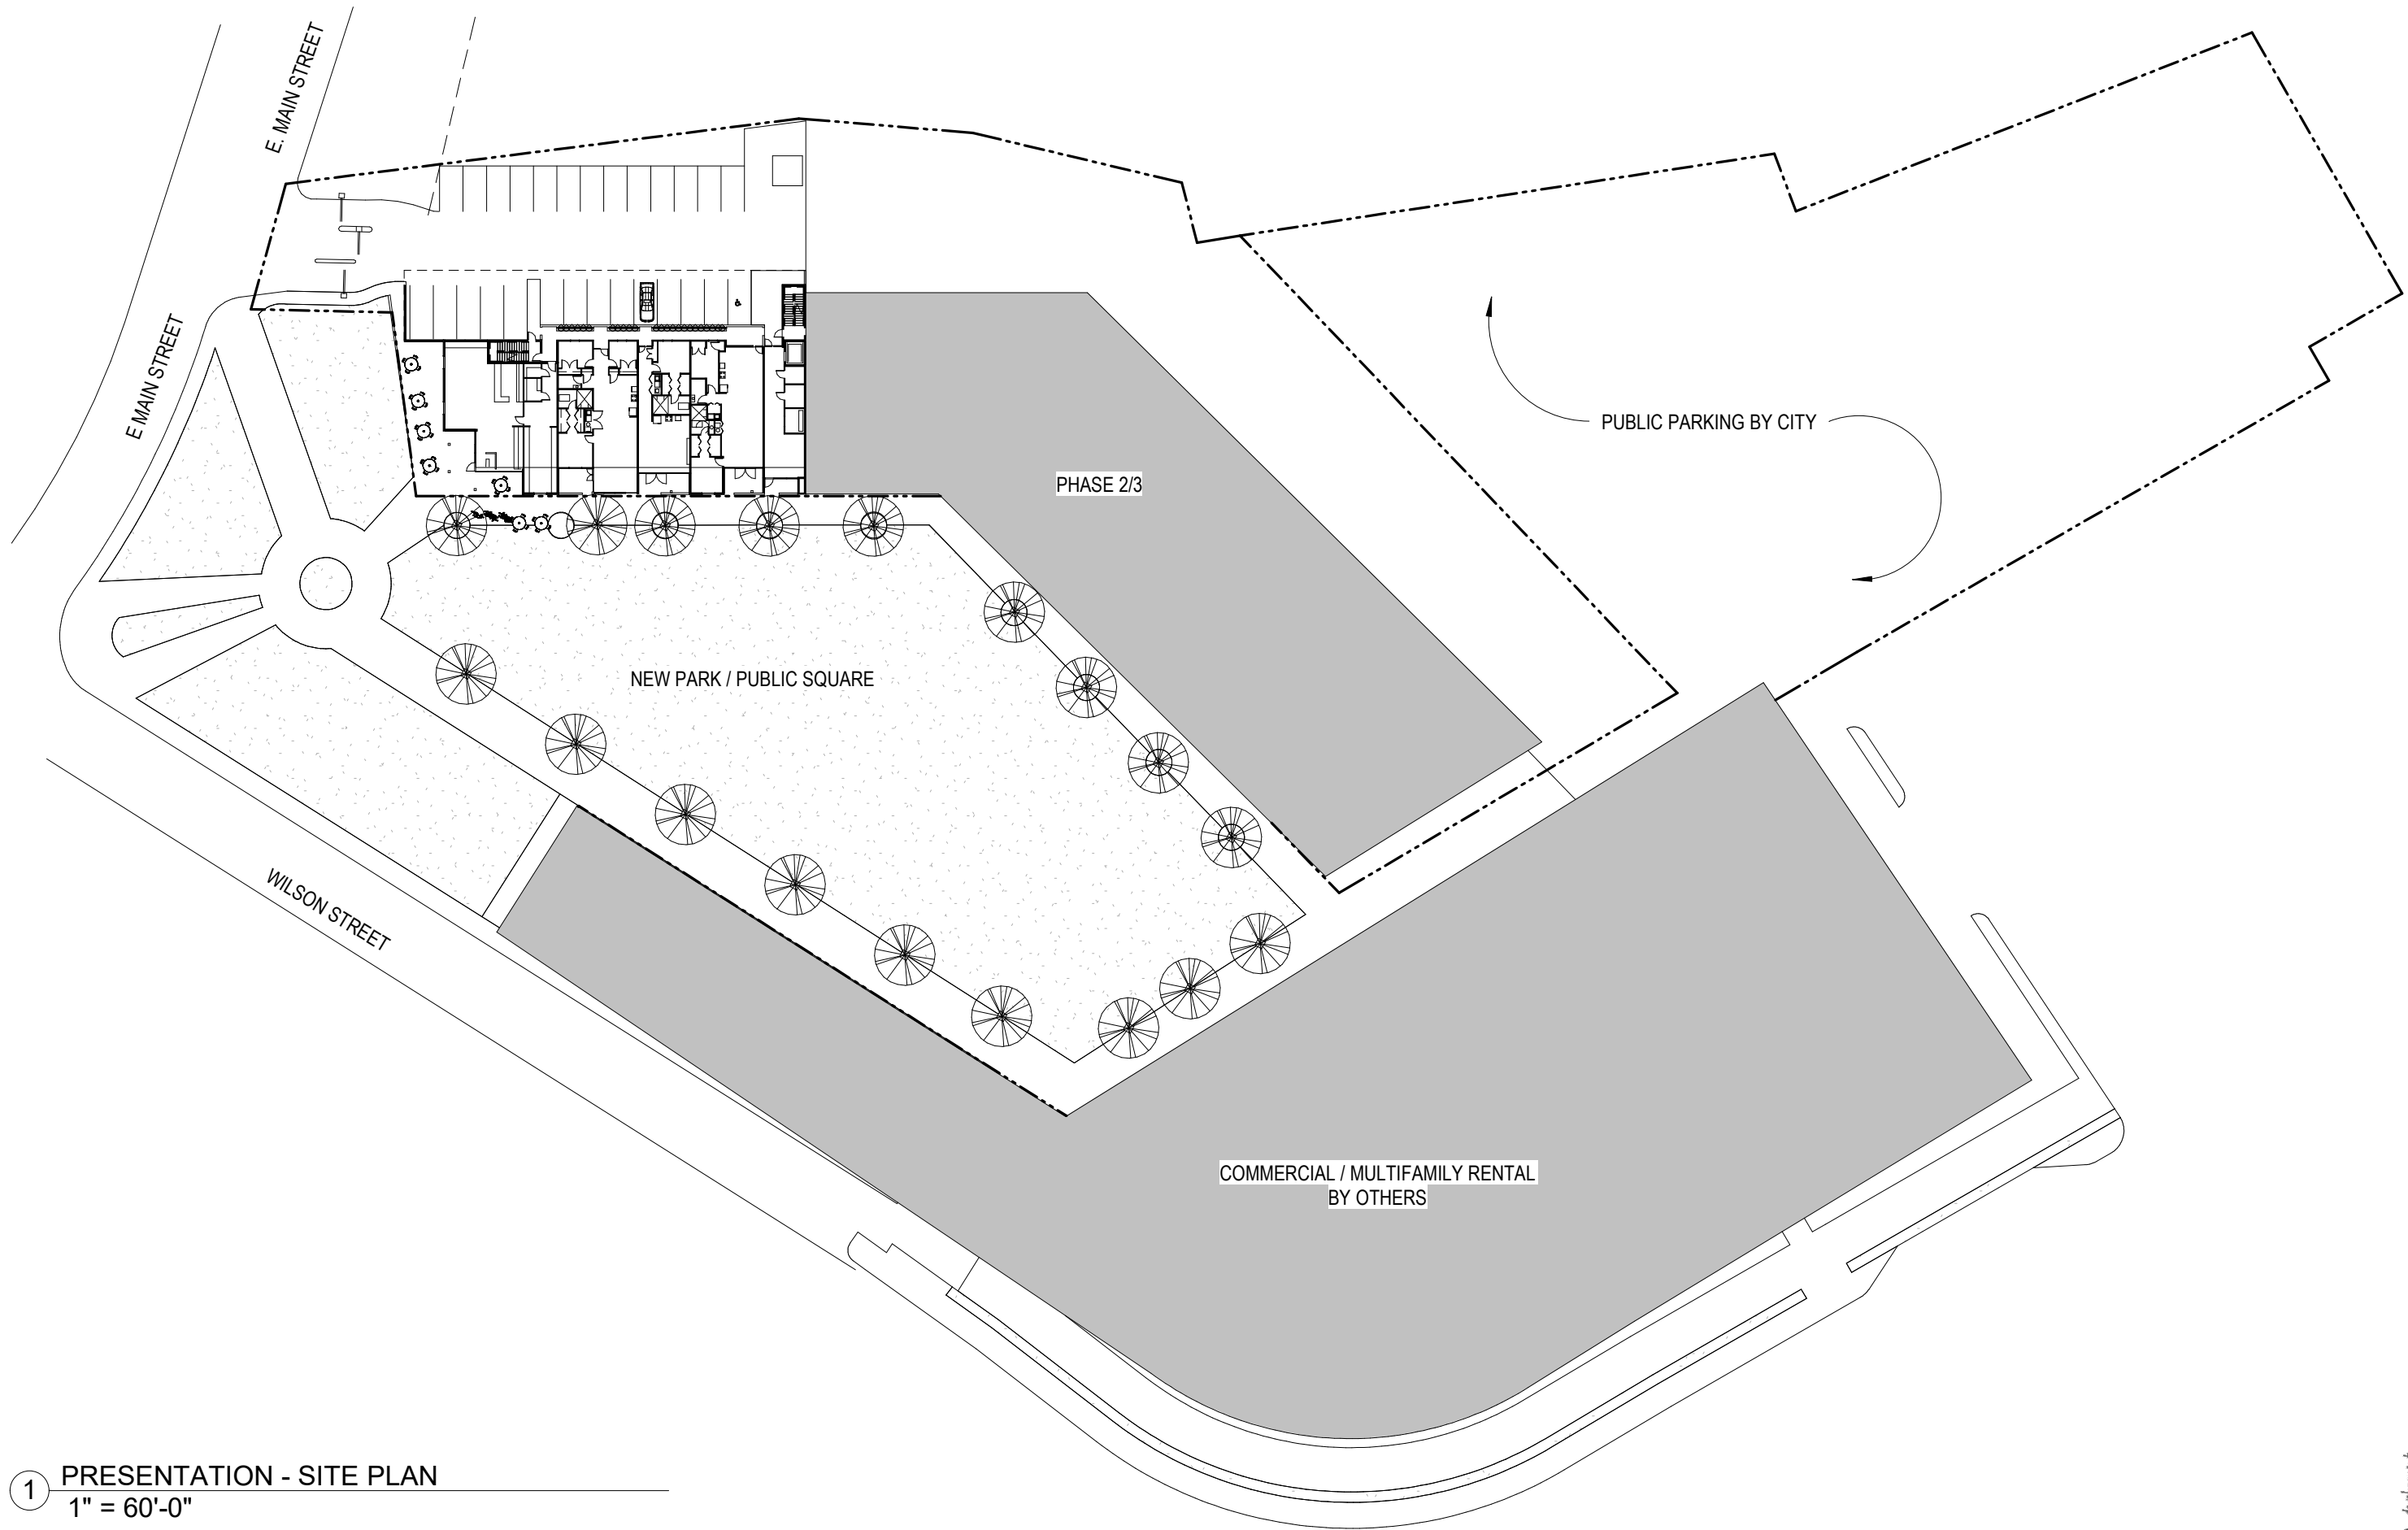 E. MAIN STREET
E MAIN STREET
PUBLIC PARKING BY CITY
PHASE 2/3
NEW PARK / PUBLIC SQUARE
WILSON STREET
COMMERCIAL / MULTIFAMILY RENTAL
BY OTHERS
1
PRESENTATION - SITE PLAN
1" = 60'-0"